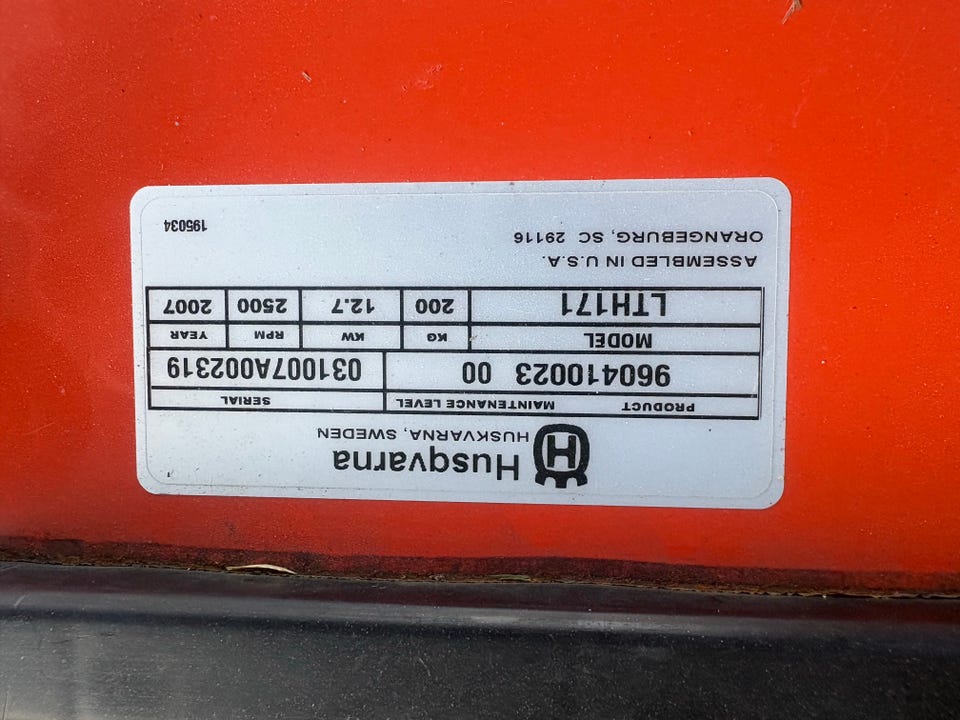 Husqvarna
HUSKVARNA, SWEDEN
PRODUCT MAINTENANCE LEVEL SERIAL
960410023 00 031007A002319
MODEL KG KW RPM YEAR
LTH171 200 12.7 2500 2007
ASSEMBLED IN U.S.A.
ORANGEBURG, SC 29116
195034